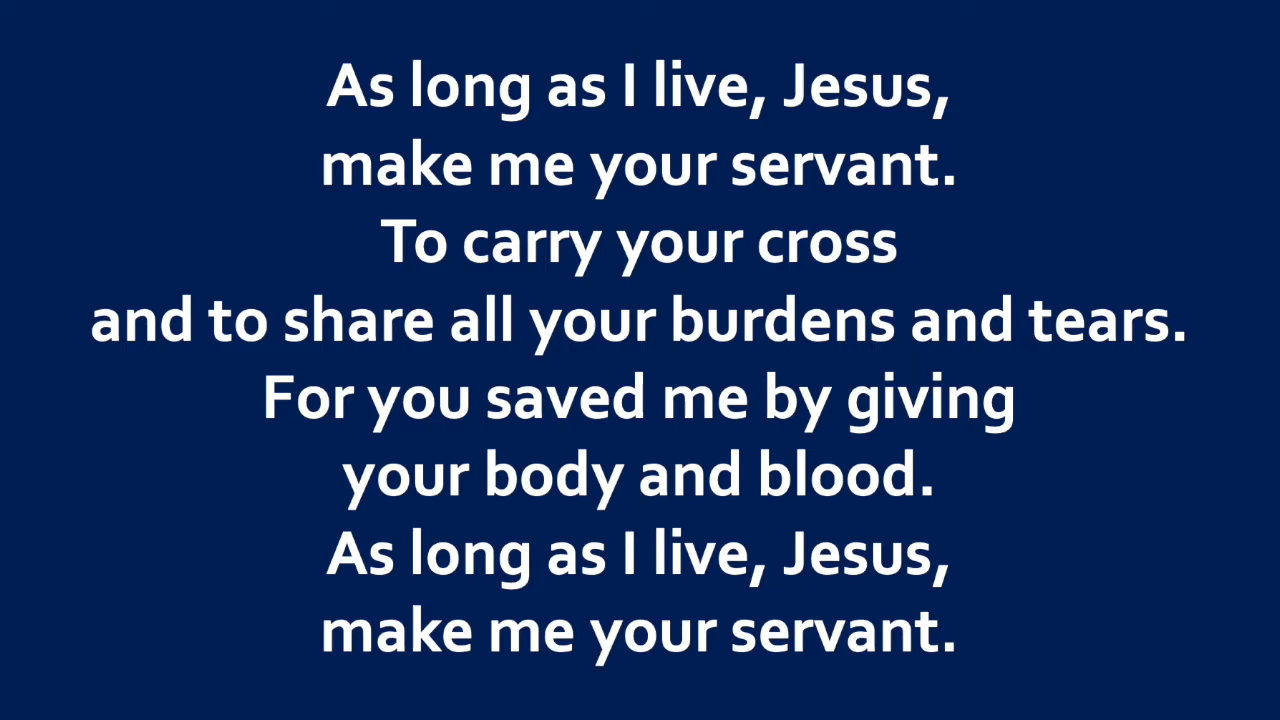 As long as I live, Jesus,
make me your servant.
To carry your cross
and to share all your burdens and tears.
For you saved me by giving
your body and blood.
As long as I live, Jesus,
make me your servant.